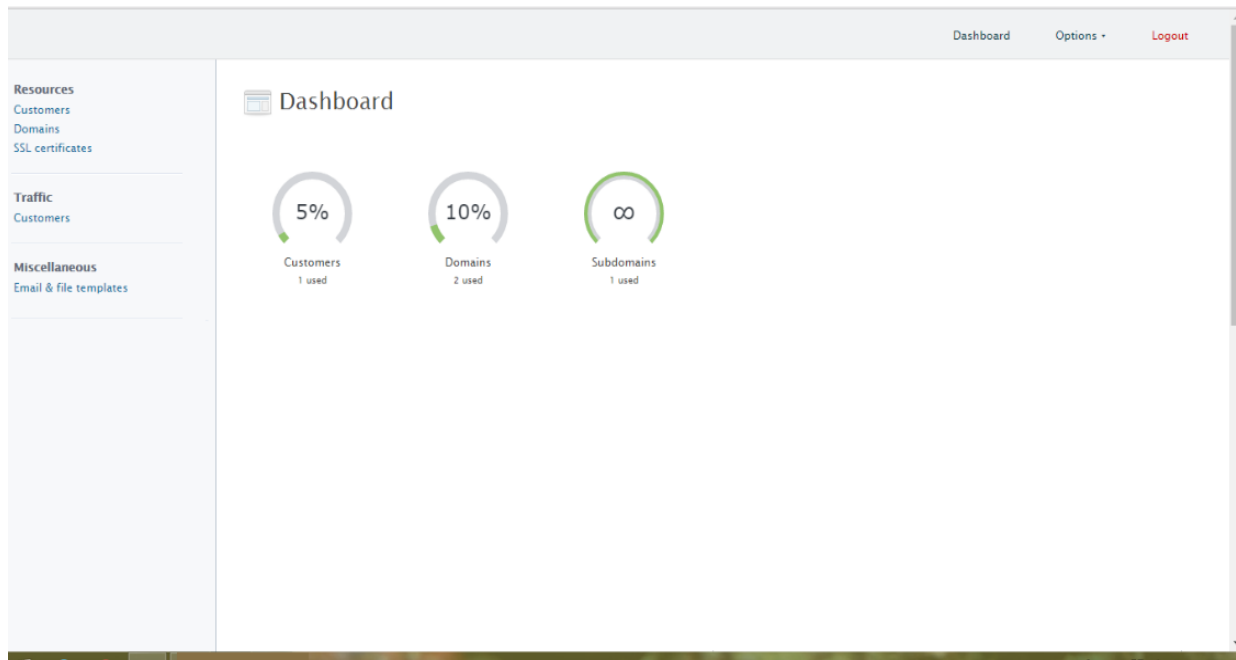 Dashboard Options Logout
Resources
Customers
Domains
SSL certificates
Traffic
Customers
Miscellaneous
Email & file templates
Dashboard
5% 10% ∞
Customers Domains Subdomains
1 used 2 used 1 used